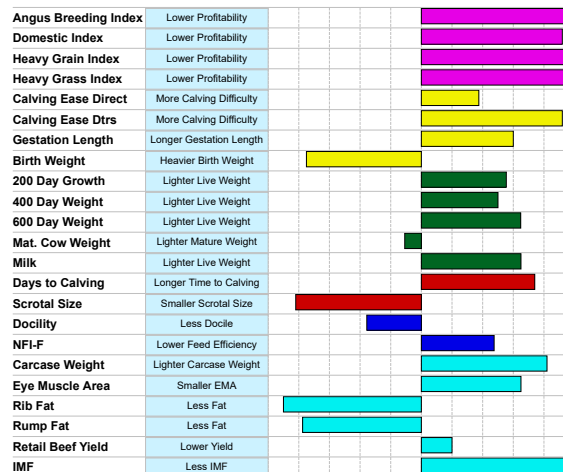 Angus Breeding Index Lower Profitability
Domestic Index Lower Profitability
Heavy Grain Index Lower Profitability
Heavy Grass Index Lower Profitability
Calving Ease Direct More Calving Difficulty
Calving Ease Dtrs More Calving Difficulty
Gestation Length Longer Gestation Length
Birth Weight Heavier Birth Weight
200 Day Growth Lighter Live Weight
400 Day Weight Lighter Live Weight
600 Day Weight Lighter Live Weight
Mat. Cow Weight Lighter Mature Weight
Milk Lighter Live Weight
Days to Calving Longer Time to Calving
Scrotal Size Smaller Scrotal Size
Docility Less Docile
NFI-F Lower Feed Efficiency
Carcase Weight Lighter Carcase Weight
Eye Muscle Area Smaller EMA
Rib Fat Less Fat
Rump Fat Less Fat
Retail Beef Yield Lower Yield
IMF Less IMF